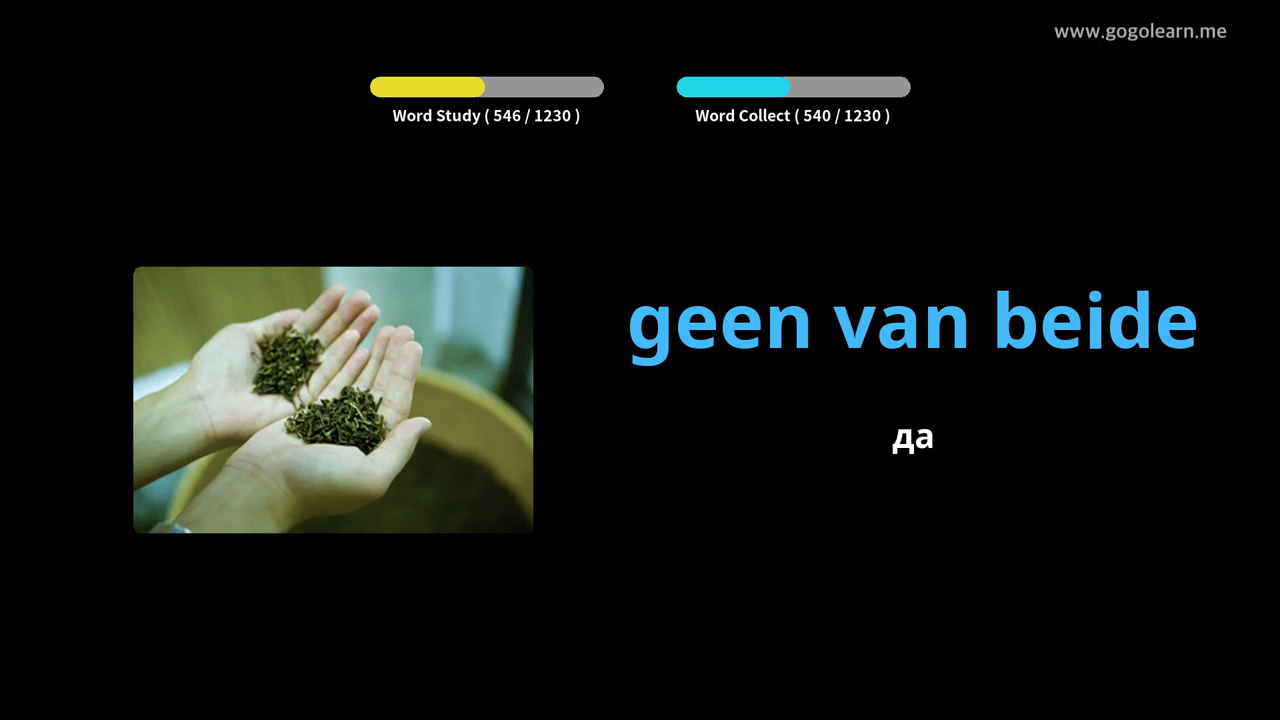 www.gogolearn.me
Word Study ( 546 / 1230 )
Word Collect ( 540 / 1230 )
geen van beide
да